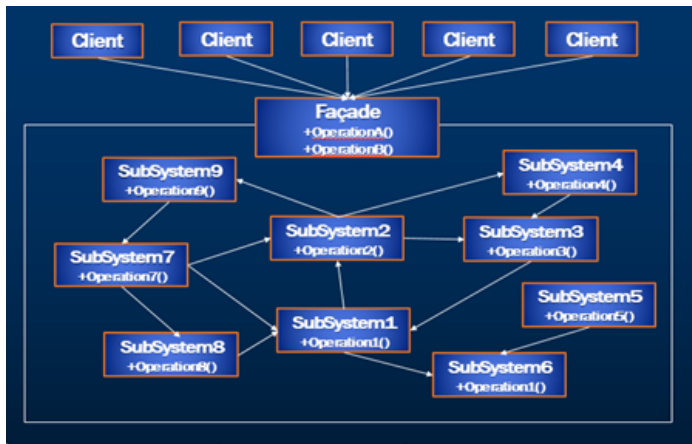 Client
Client
Client
Client
Client
Façade
+OperationA()
+OperationB()
SubSystem9
+Operation9()
SubSystem4
+Operation4()
SubSystem2
+Operation2()
SubSystem3
+Operation3()
SubSystem7
+Operation7()
SubSystem5
+Operation5()
SubSystem1
+Operation1()
SubSystem8
+Operation8()
SubSystem6
+Operation1()